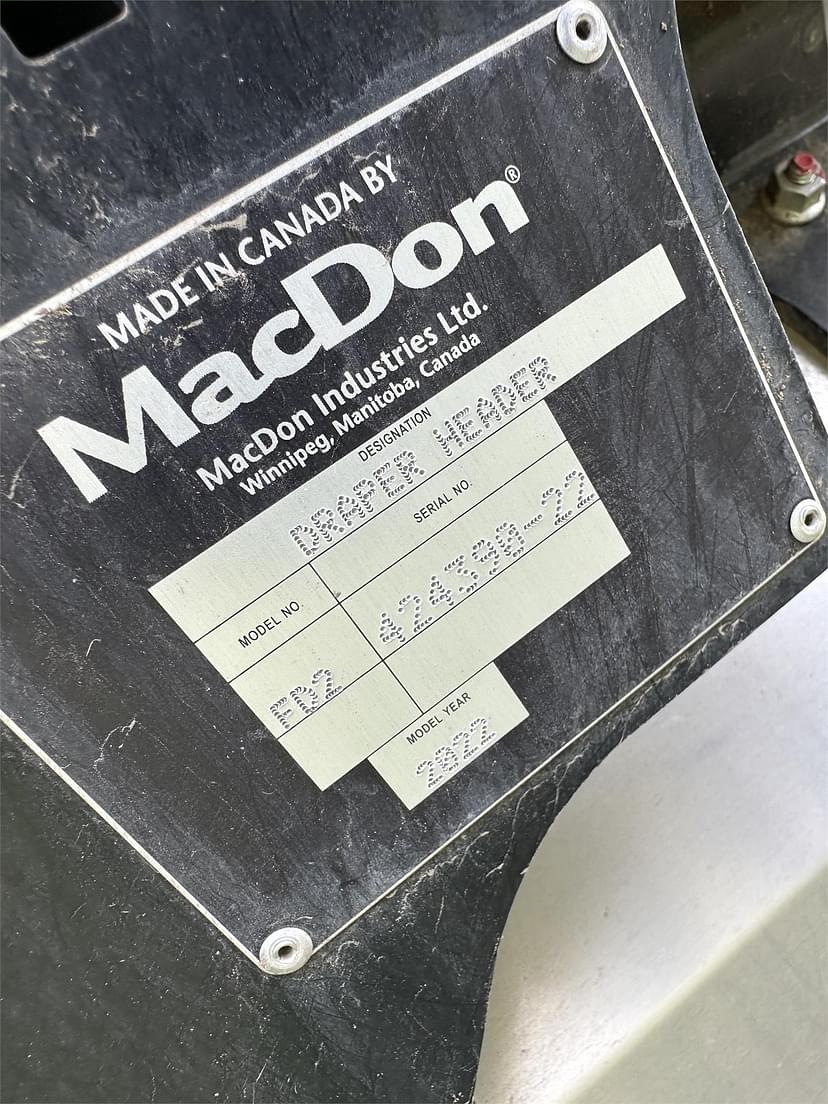 MADE IN CANADA BY
MacDon®
MacDon Industries Ltd.
Winnipeg, Manitoba, Canada
DESIGNATION
DRAPER HEADER
MODEL NO. SERIAL NO.
FD2 424390-22
MODEL YEAR
2022